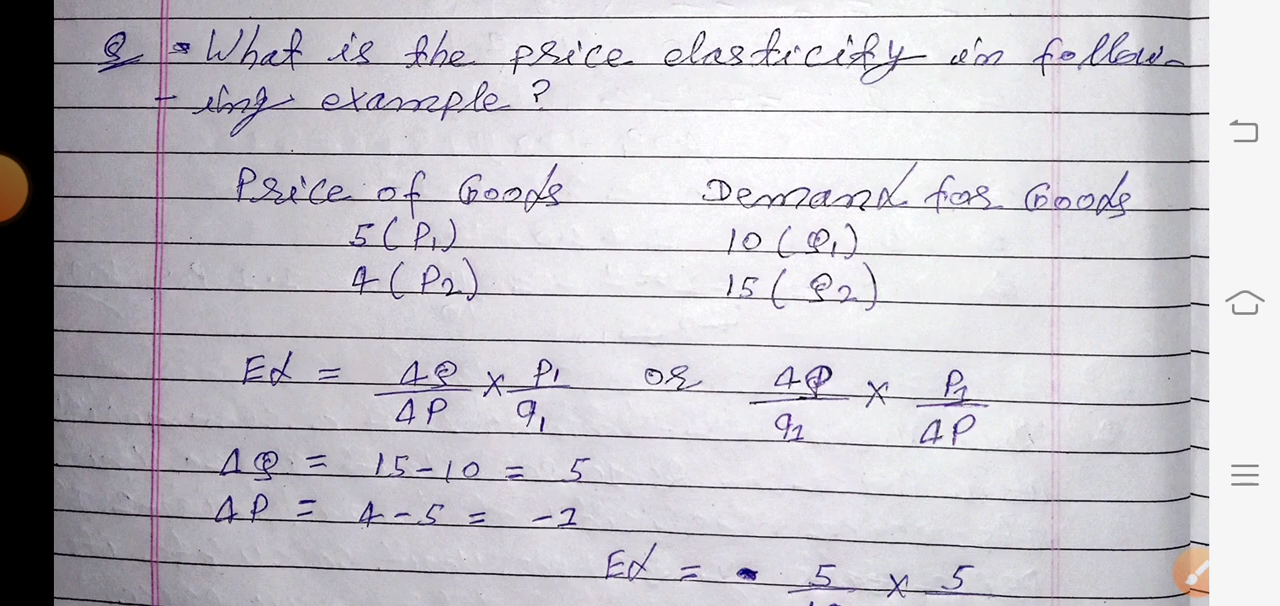 Q - What is the price elasticity in follow-
- ing example?
Price of Goods Demand for Goods
5 (P1) 10 (Q1)
4 (P2) 15 (Q2)
Ed = ΔQ/ΔP × P1/q1 or ΔQ/q1 × P1/ΔP
ΔQ = 15 - 10 = 5
ΔP = 4 - 5 = -1
Ed = - 5/ × 5/